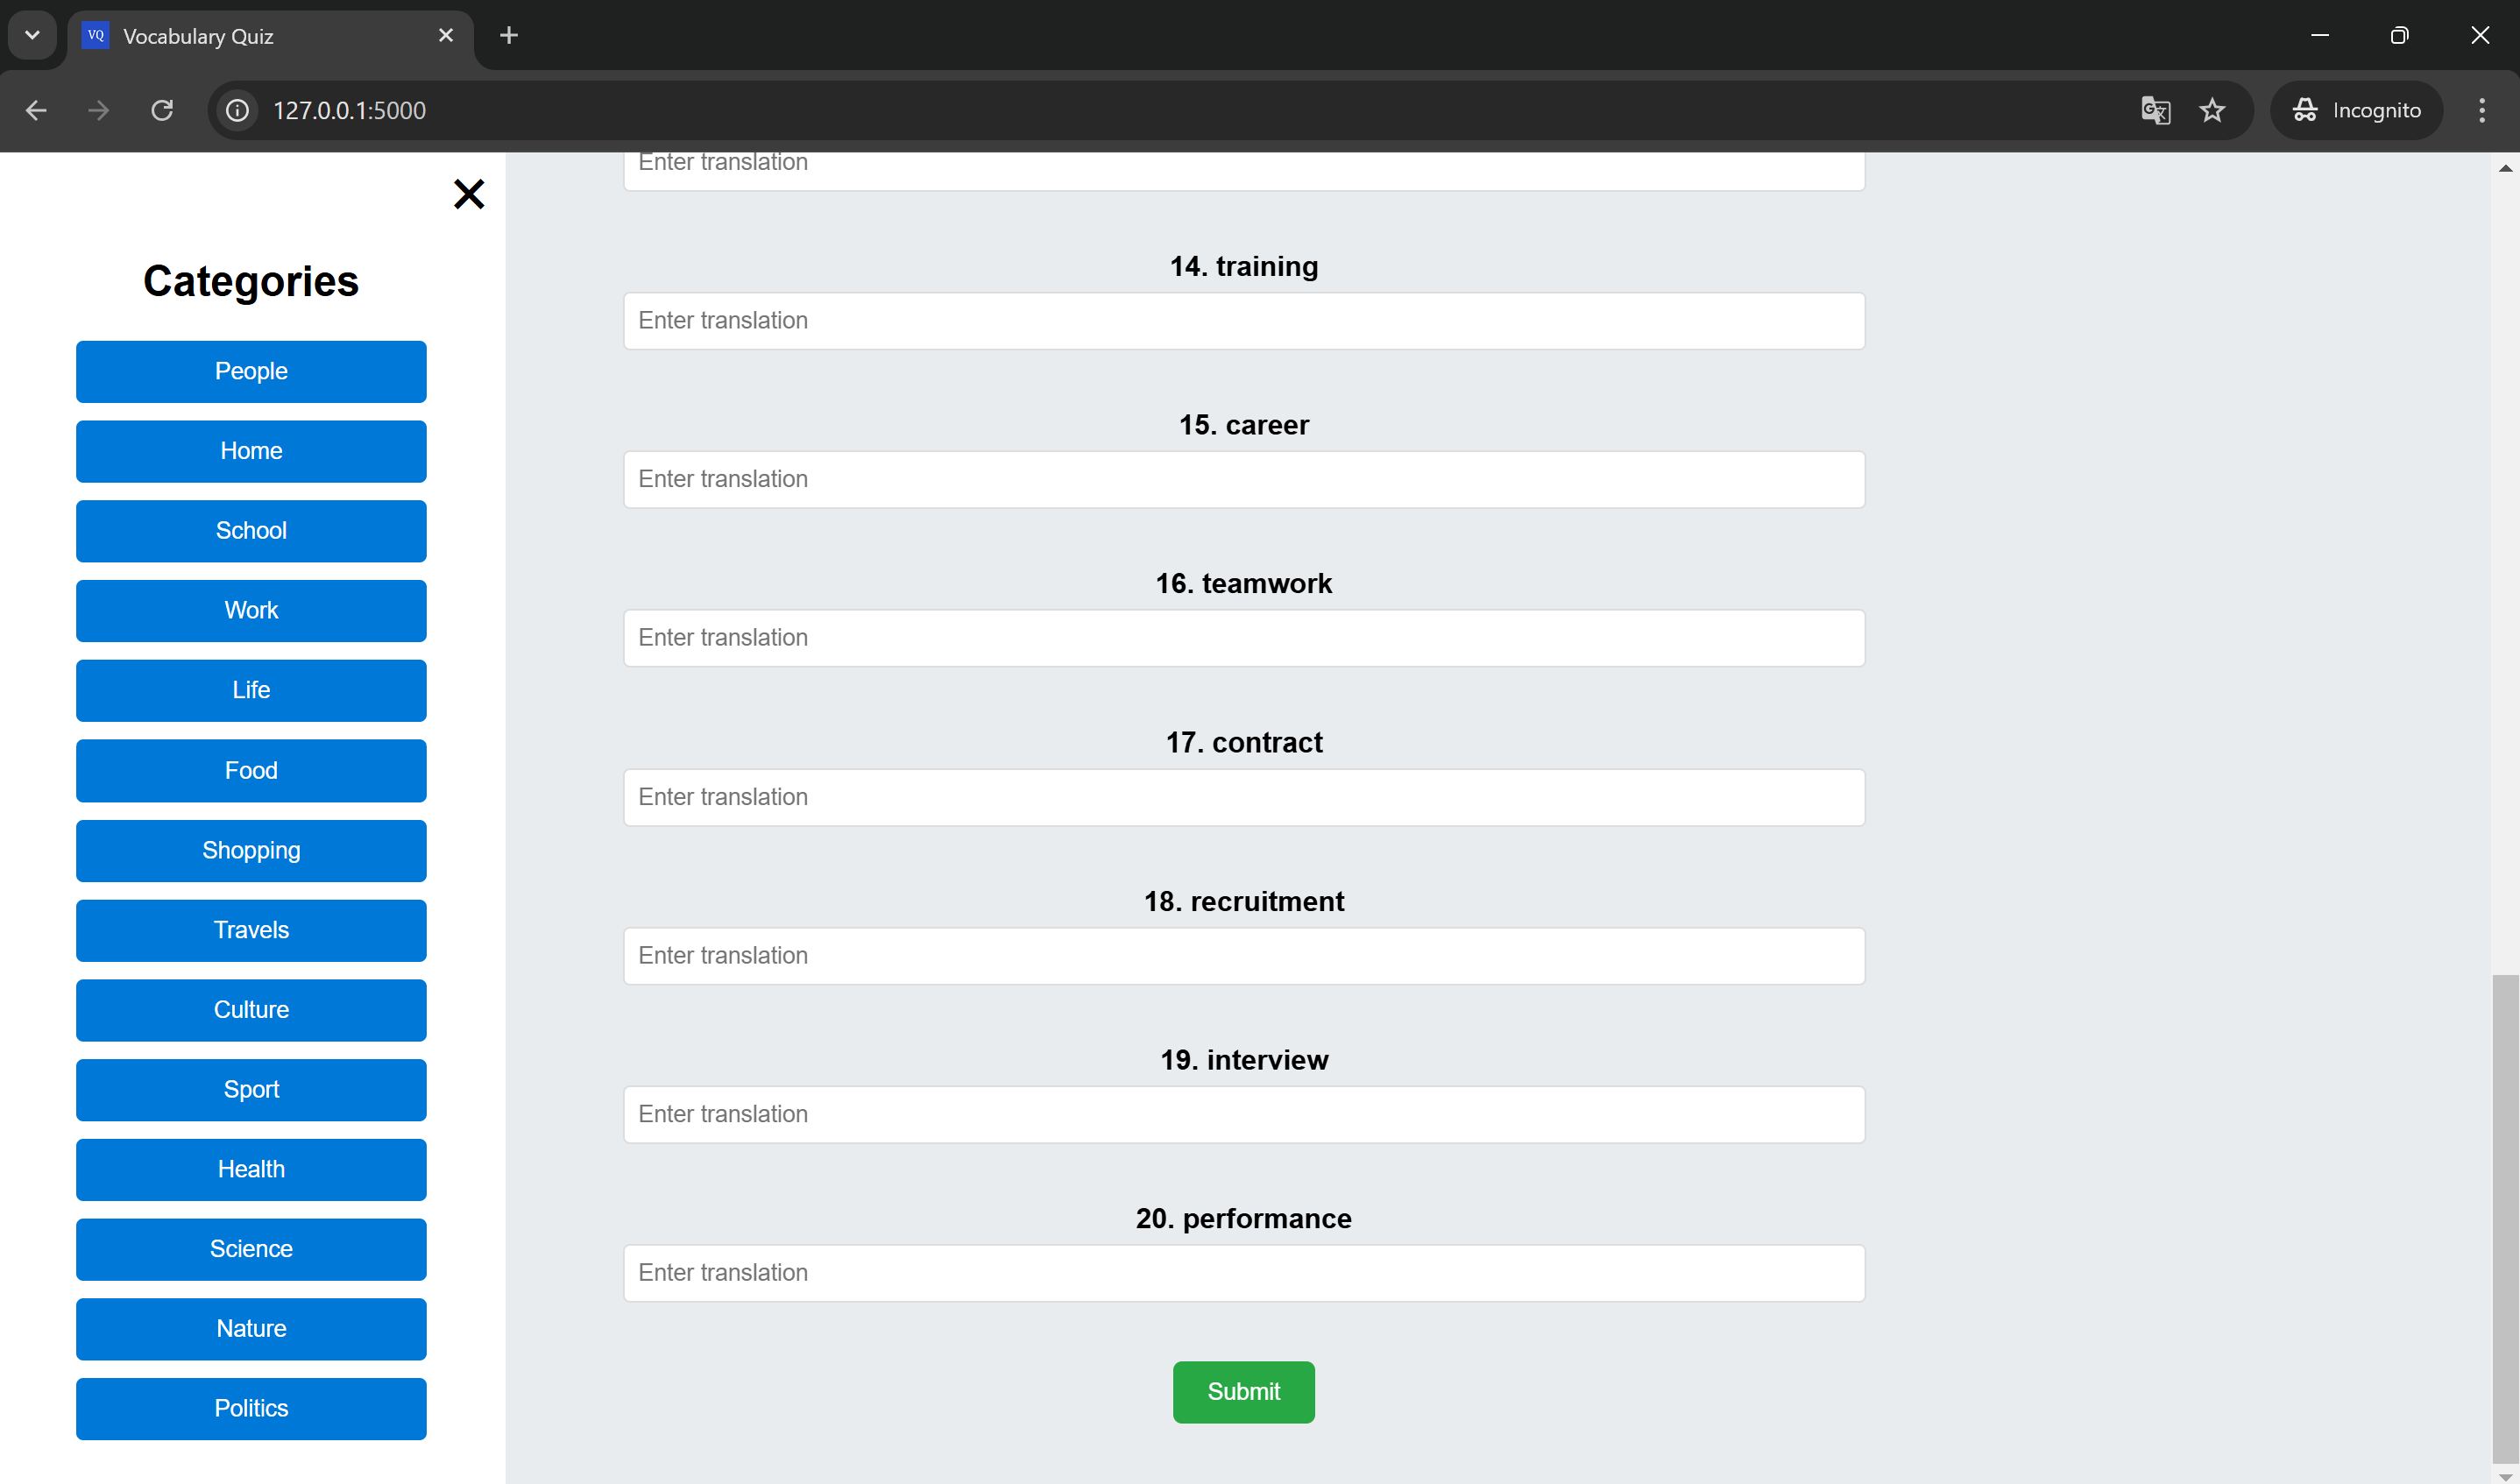 VQ Vocabulary Quiz
127.0.0.1:5000
Incognito
Categories
People
Home
School
Work
Life
Food
Shopping
Travels
Culture
Sport
Health
Science
Nature
Politics
Enter translation
14. training
Enter translation
15. career
Enter translation
16. teamwork
Enter translation
17. contract
Enter translation
18. recruitment
Enter translation
19. interview
Enter translation
20. performance
Enter translation
Submit